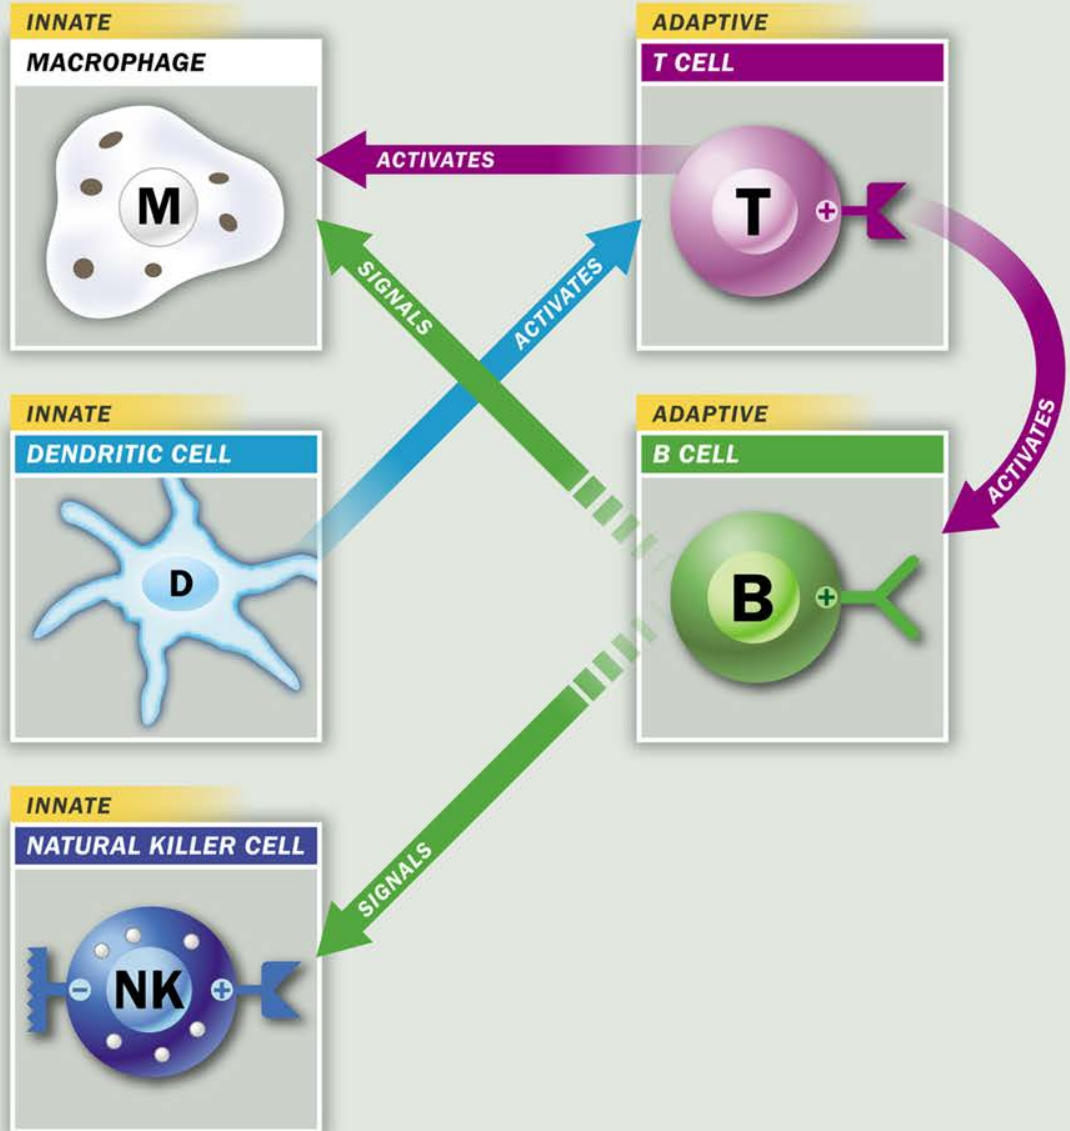 INNATE
MACROPHAGE
M
ADAPTIVE
T CELL
T
+
ACTIVATES
SIGNALS
ACTIVATES
ACTIVATES
INNATE
DENDRITIC CELL
D
ADAPTIVE
B CELL
B
+
INNATE
NATURAL KILLER CELL
−
NK
+
SIGNALS